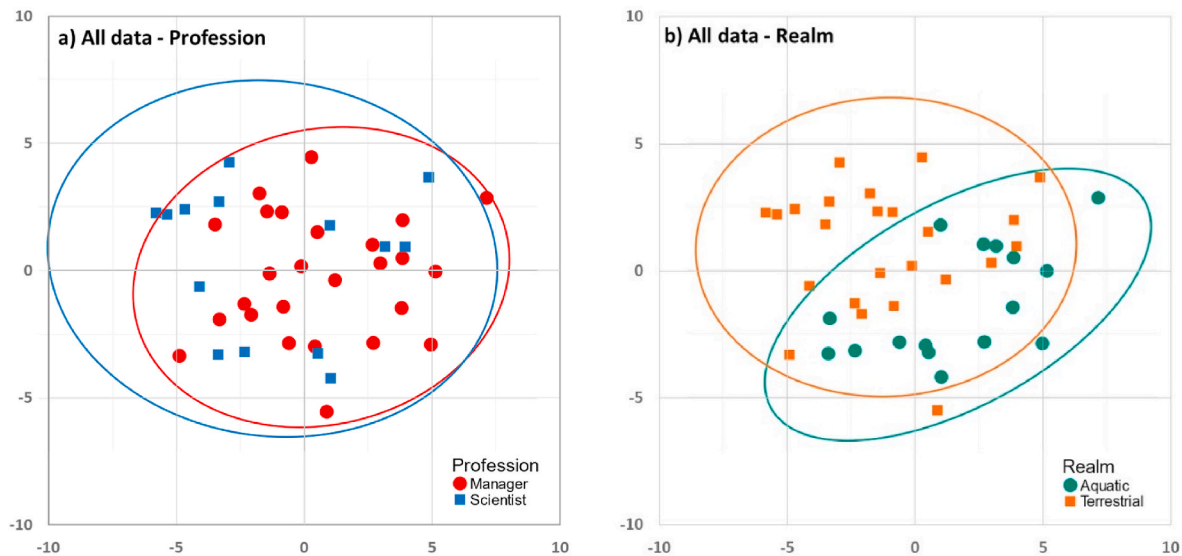 a) All data - Profession
10
5
0
-5
-10
-10
-5
0
5
10
Profession
Manager
Scientist
b) All data - Realm
10
5
0
-5
-10
-10
-5
0
5
10
Realm
Aquatic
Terrestrial